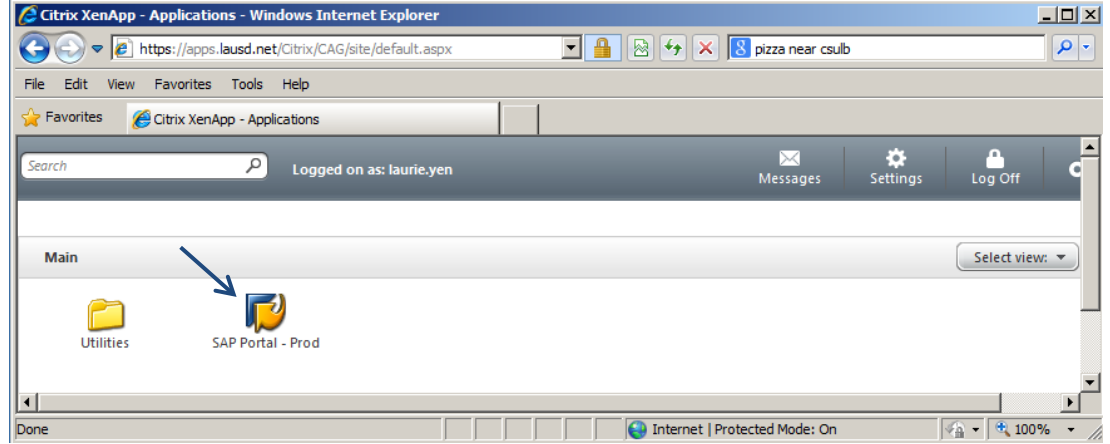 Citrix XenApp - Applications - Windows Internet Explorer
https://apps.lausd.net/Citrix/CAG/site/default.aspx
pizza near csulb
File Edit View Favorites Tools Help
Favorites
Citrix XenApp - Applications
Search
Logged on as: laurie.yen
Messages
Settings
Log Off
Main
Select view:
Utilities
SAP Portal - Prod
Done
Internet | Protected Mode: On
100%